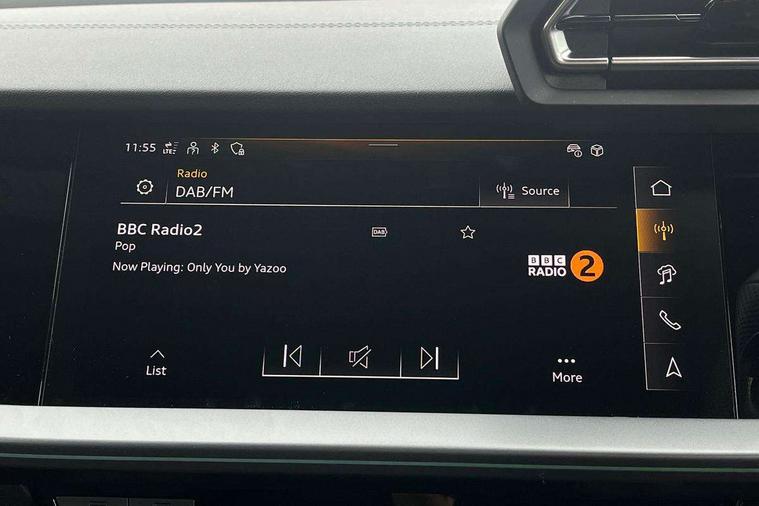 11:55 LTE
Radio
DAB/FM
Source
BBC Radio2
DAB
Pop
Now Playing: Only You by Yazoo
BBC
RADIO 2
List
More